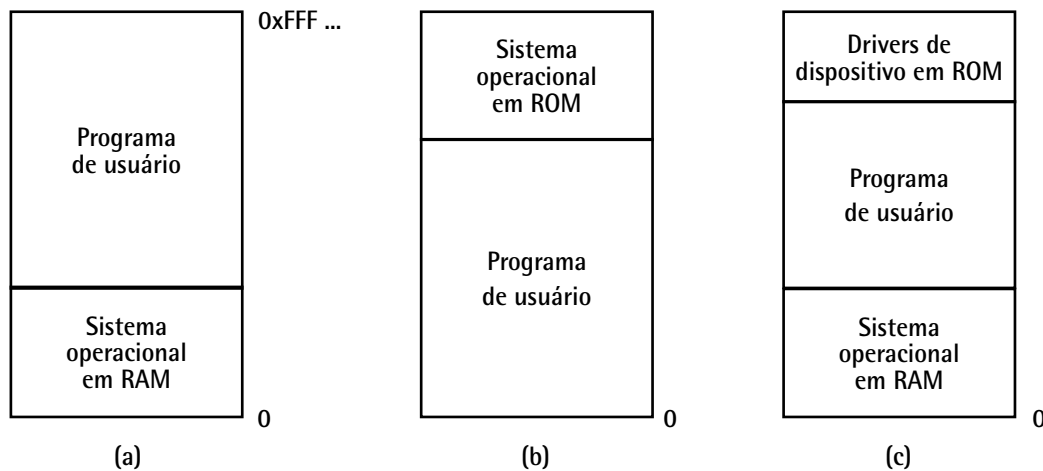 0xFFF ...
Programa
de usuário
Sistema
operacional
em RAM
0
(a)
Sistema
operacional
em ROM
Programa
de usuário
0
(b)
Drivers de
dispositivo em ROM
Programa
de usuário
Sistema
operacional
em RAM
0
(c)